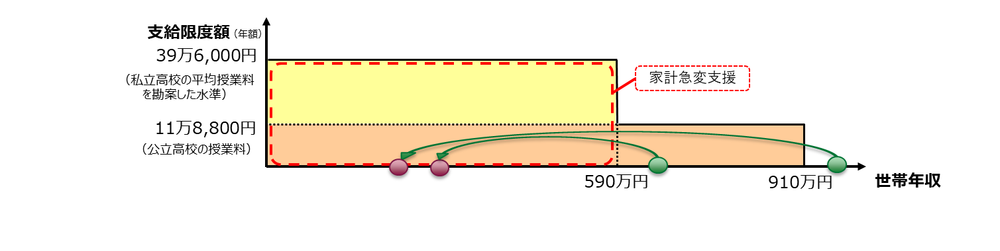 支給限度額（年額）
39万6,000円
（私立高校の平均授業料
を勘案した水準）
家計急変支援
11万8,800円
（公立高校の授業料）
590万円
910万円
世帯年収